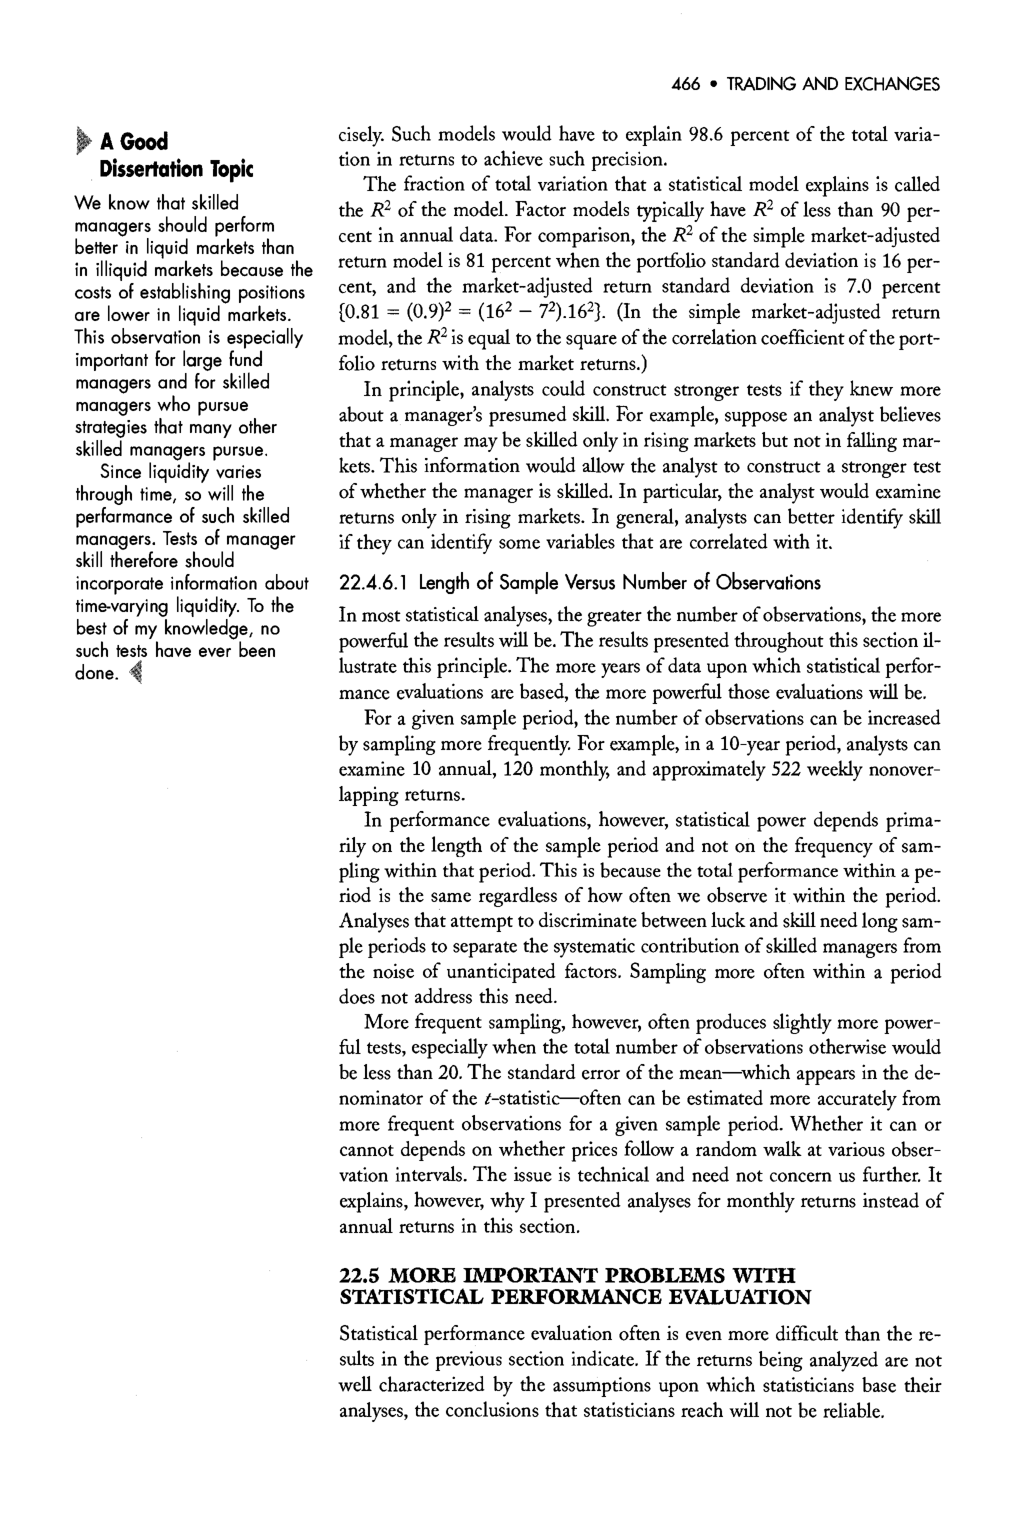 466 • TRADING AND EXCHANGES
A Good
Dissertation Topic
We know that skilled
managers should perform
better in liquid markets than
in illiquid markets because the
costs of establishing positions
are lower in liquid markets.
This observation is especially
important for large fund
managers and for skilled
managers who pursue
strategies that many other
skilled managers pursue.
Since liquidity varies
through time, so will the
performance of such skilled
managers. Tests of manager
skill therefore should
incorporate information about
time-varying liquidity. To the
best of my knowledge, no
such tests have ever been
done.
cisely. Such models would have to explain 98.6 percent of the total varia-
tion in returns to achieve such precision.
The fraction of total variation that a statistical model explains is called
the R² of the model. Factor models typically have R² of less than 90 per-
cent in annual data. For comparison, the R² of the simple market-adjusted
return model is 81 percent when the portfolio standard deviation is 16 per-
cent, and the market-adjusted return standard deviation is 7.0 percent
{0.81 = (0.9)² = (16² − 7²).16²}. (In the simple market-adjusted return
model, the R² is equal to the square of the correlation coefficient of the port-
folio returns with the market returns.)
In principle, analysts could construct stronger tests if they knew more
about a manager's presumed skill. For example, suppose an analyst believes
that a manager may be skilled only in rising markets but not in falling mar-
kets. This information would allow the analyst to construct a stronger test
of whether the manager is skilled. In particular, the analyst would examine
returns only in rising markets. In general, analysts can better identify skill
if they can identify some variables that are correlated with it.
22.4.6.1 Length of Sample Versus Number of Observations
In most statistical analyses, the greater the number of observations, the more
powerful the results will be. The results presented throughout this section il-
lustrate this principle. The more years of data upon which statistical perfor-
mance evaluations are based, the more powerful those evaluations will be.
For a given sample period, the number of observations can be increased
by sampling more frequently. For example, in a 10-year period, analysts can
examine 10 annual, 120 monthly, and approximately 522 weekly nonover-
lapping returns.
In performance evaluations, however, statistical power depends prima-
rily on the length of the sample period and not on the frequency of sam-
pling within that period. This is because the total performance within a pe-
riod is the same regardless of how often we observe it within the period.
Analyses that attempt to discriminate between luck and skill need long sam-
ple periods to separate the systematic contribution of skilled managers from
the noise of unanticipated factors. Sampling more often within a period
does not address this need.
More frequent sampling, however, often produces slightly more power-
ful tests, especially when the total number of observations otherwise would
be less than 20. The standard error of the mean—which appears in the de-
nominator of the t-statistic—often can be estimated more accurately from
more frequent observations for a given sample period. Whether it can or
cannot depends on whether prices follow a random walk at various obser-
vation intervals. The issue is technical and need not concern us further. It
explains, however, why I presented analyses for monthly returns instead of
annual returns in this section.
22.5 MORE IMPORTANT PROBLEMS WITH
STATISTICAL PERFORMANCE EVALUATION
Statistical performance evaluation often is even more difficult than the re-
sults in the previous section indicate. If the returns being analyzed are not
well characterized by the assumptions upon which statisticians base their
analyses, the conclusions that statisticians reach will not be reliable.